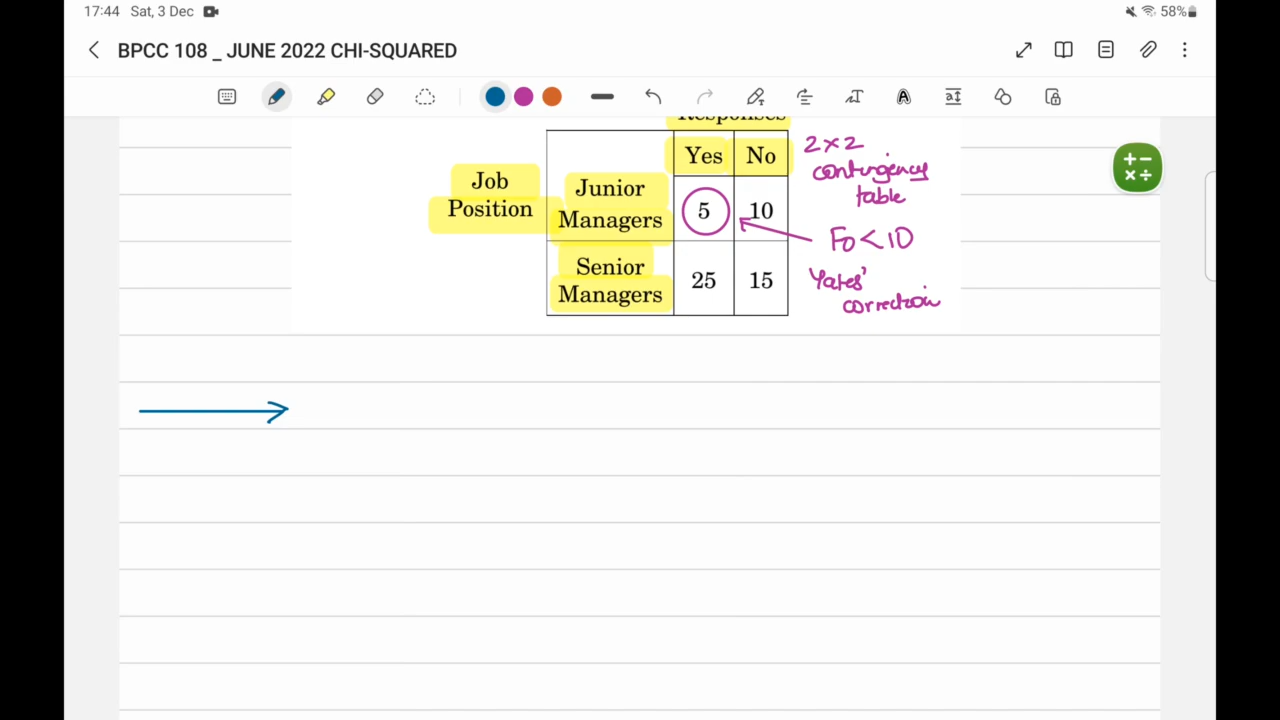 17:44 Sat, 3 Dec 58%
BPCC 108 _ JUNE 2022 CHI-SQUARED
Responses
Yes No
Job
Position
Junior
Managers
5 10
Senior
Managers
25 15
2×2
contingency
table
Fo < 10
Yates'
correction